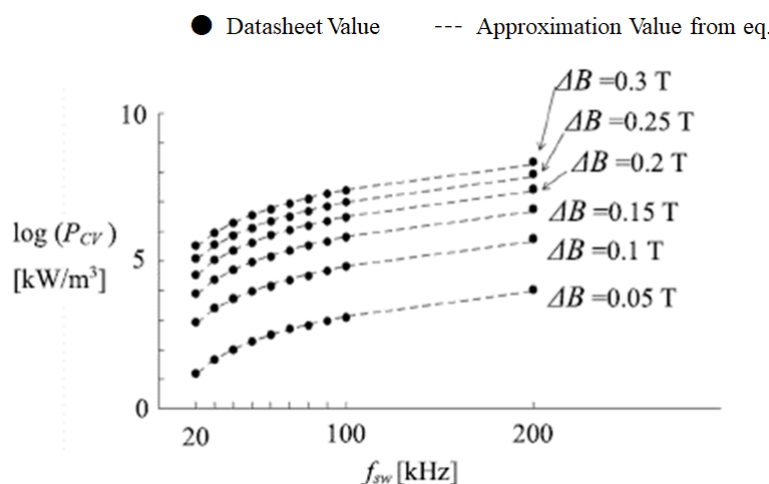 ● Datasheet Value --- Approximation Value from eq.
ΔB =0.3 T
10
ΔB =0.25 T
ΔB =0.2 T
log (P_CV)
ΔB =0.15 T
[kW/m³]
5
ΔB =0.1 T
ΔB =0.05 T
0
20
100
200
f_sw [kHz]